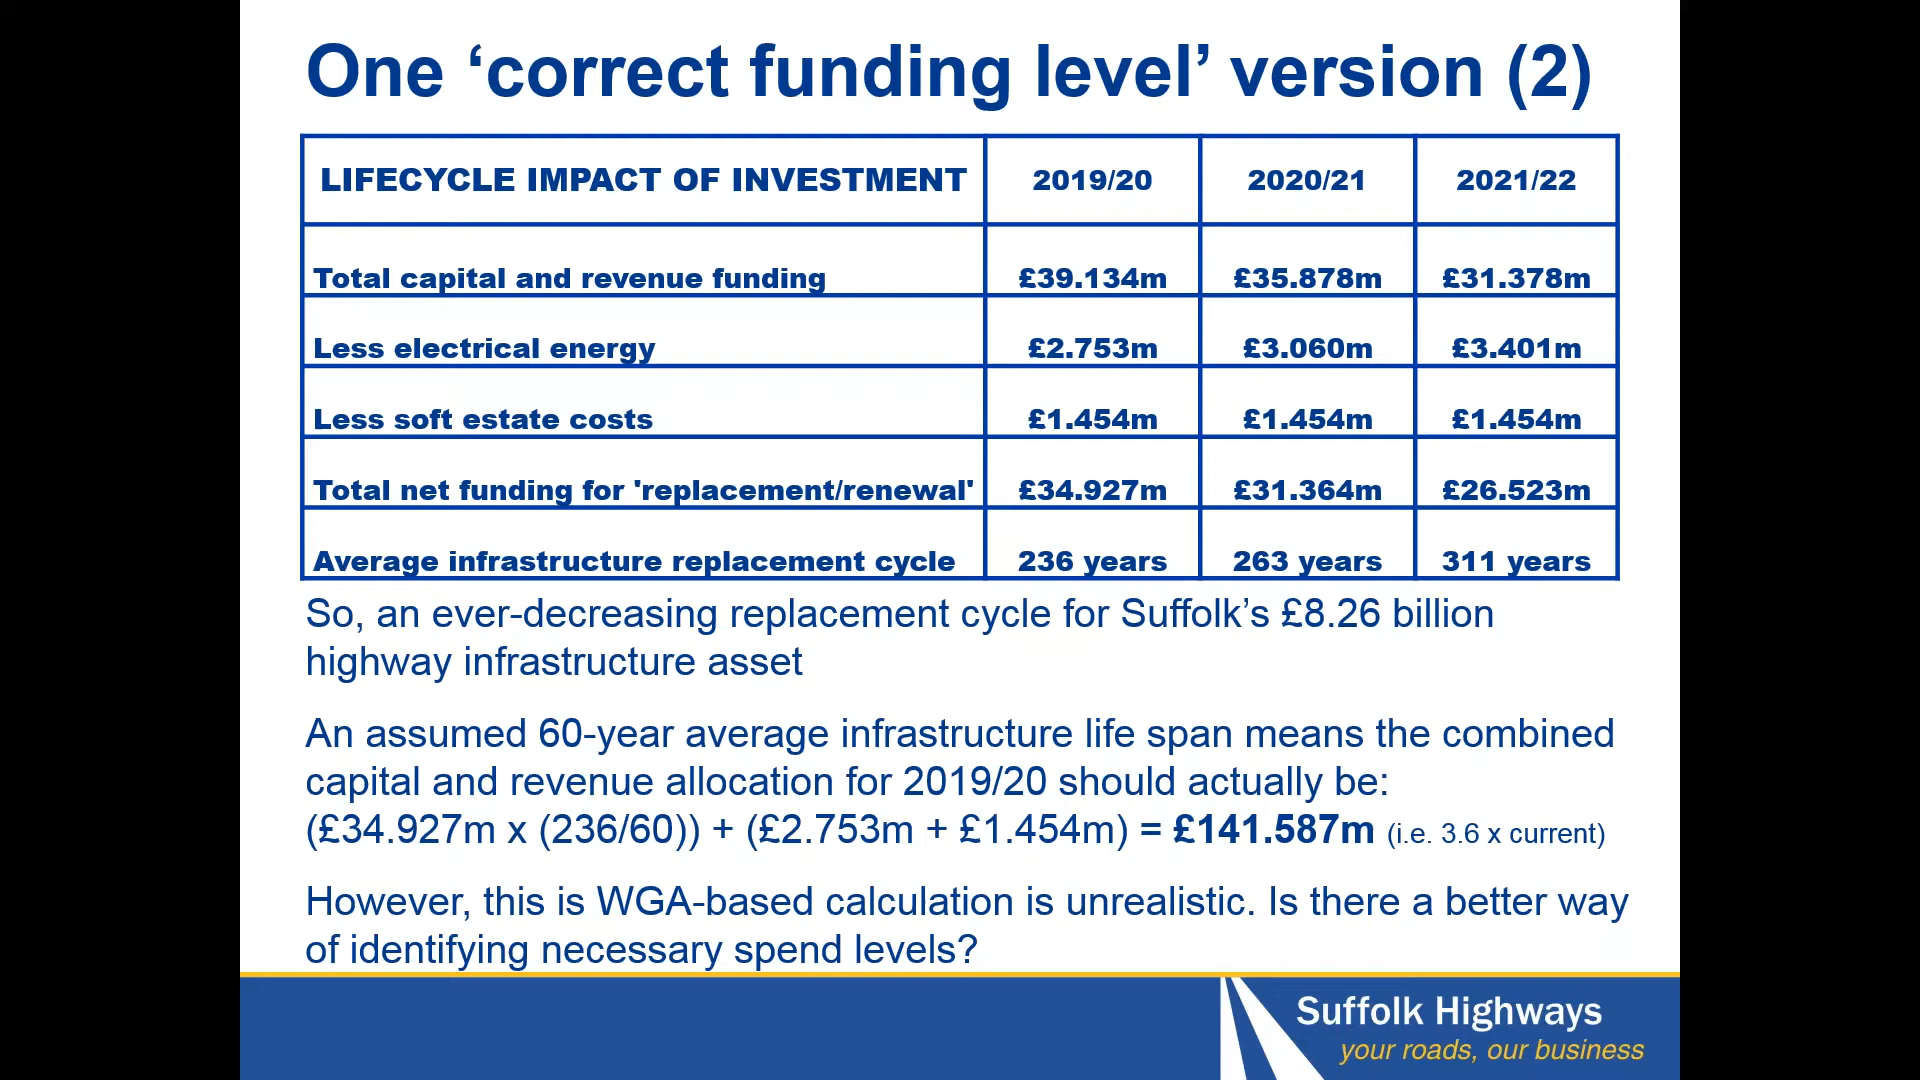 One ‘correct funding level’ version (2)
LIFECYCLE IMPACT OF INVESTMENT 2019/20 2020/21 2021/22
Total capital and revenue funding £39.134m £35.878m £31.378m
Less electrical energy £2.753m £3.060m £3.401m
Less soft estate costs £1.454m £1.454m £1.454m
Total net funding for 'replacement/renewal' £34.927m £31.364m £26.523m
Average infrastructure replacement cycle 236 years 263 years 311 years
So, an ever-decreasing replacement cycle for Suffolk’s £8.26 billion
highway infrastructure asset
An assumed 60-year average infrastructure life span means the combined
capital and revenue allocation for 2019/20 should actually be:
(£34.927m x (236/60)) + (£2.753m + £1.454m) = £141.587m (i.e. 3.6 x current)
However, this is WGA-based calculation is unrealistic. Is there a better way
of identifying necessary spend levels?
Suffolk Highways
your roads, our business